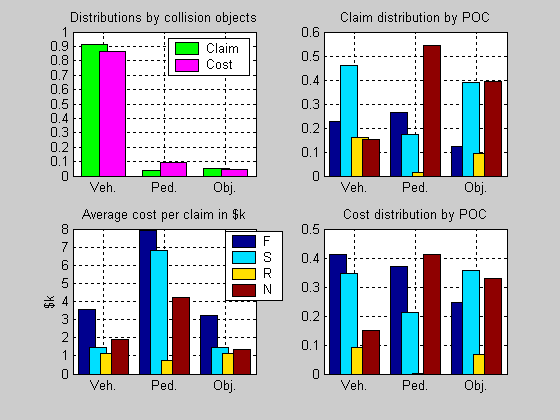 Distributions by collision objects
1
0.9
0.8
0.7
0.6
0.5
0.4
0.3
0.2
0.1
0
Claim
Cost
Veh. Ped. Obj.
Claim distribution by POC
0.6
0.5
0.4
0.3
0.2
0.1
0
Veh. Ped. Obj.
Average cost per claim in $k
$k
8
7
6
5
4
3
2
1
0
F
S
R
N
Veh. Ped. Obj.
Cost distribution by POC
0.5
0.4
0.3
0.2
0.1
0
Veh. Ped. Obj.